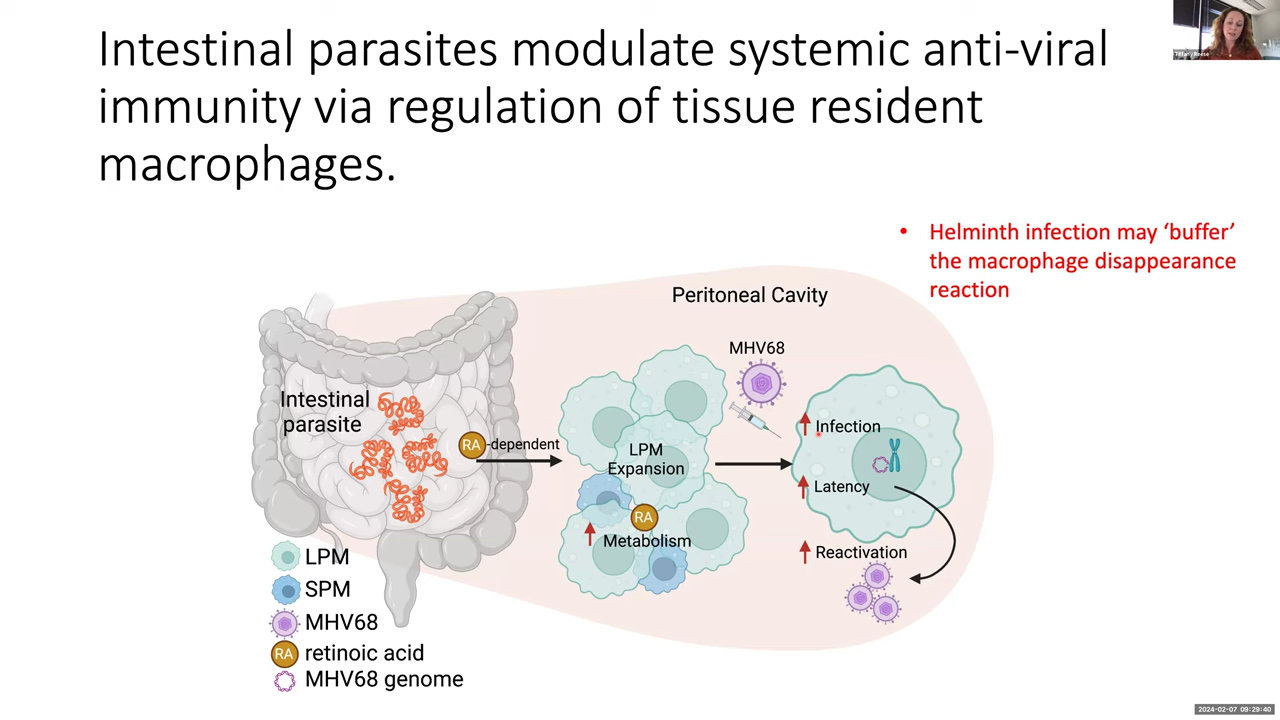 Intestinal parasites modulate systemic anti-viral
immunity via regulation of tissue resident
macrophages.
Tiffany Reese
• Helminth infection may ‘buffer’
the macrophage disappearance
reaction
Peritoneal Cavity
MHV68
Intestinal
parasite
RA -dependent
LPM
Expansion
RA
Metabolism
Infection
Latency
Reactivation
LPM
SPM
MHV68
RA retinoic acid
MHV68 genome
2024-02-07 09:29:40